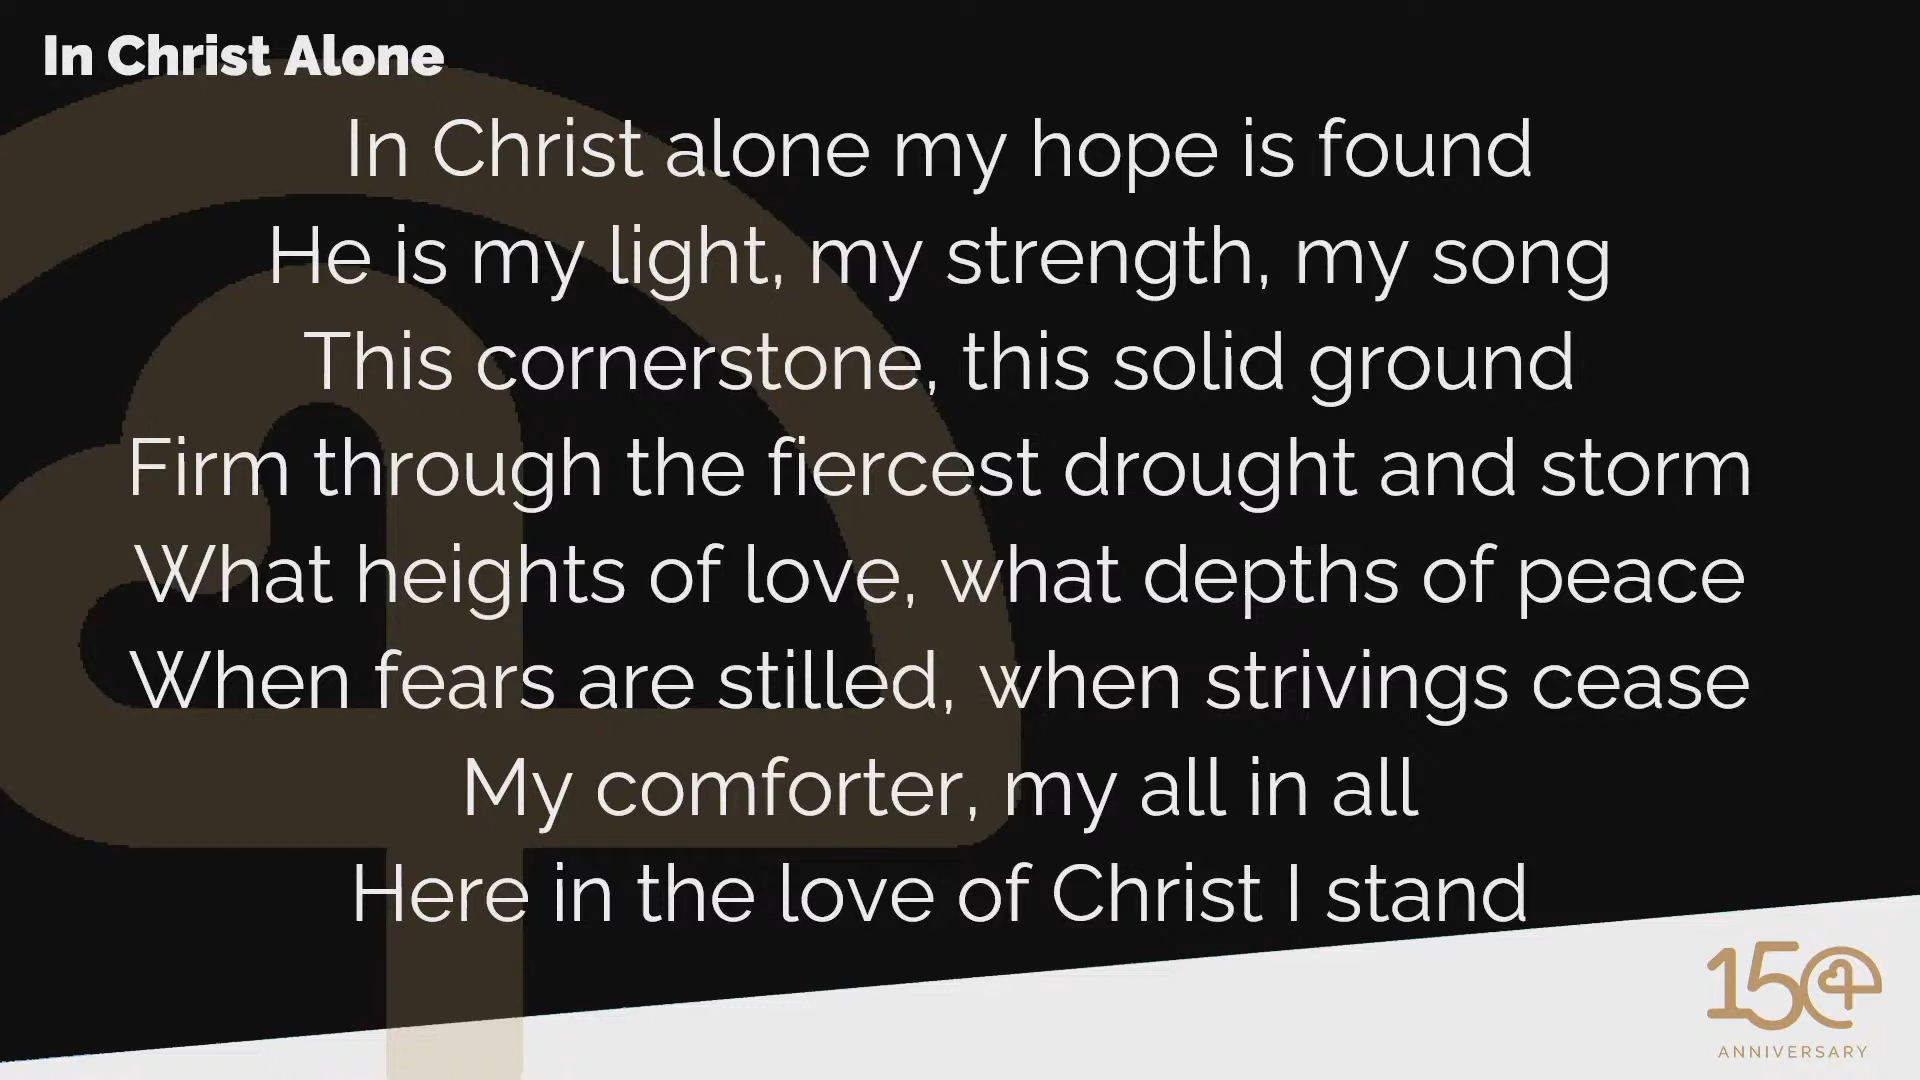 In Christ Alone
In Christ alone my hope is found
He is my light, my strength, my song
This cornerstone, this solid ground
Firm through the fiercest drought and storm
What heights of love, what depths of peace
When fears are stilled, when strivings cease
My comforter, my all in all
Here in the love of Christ I stand
150
ANNIVERSARY